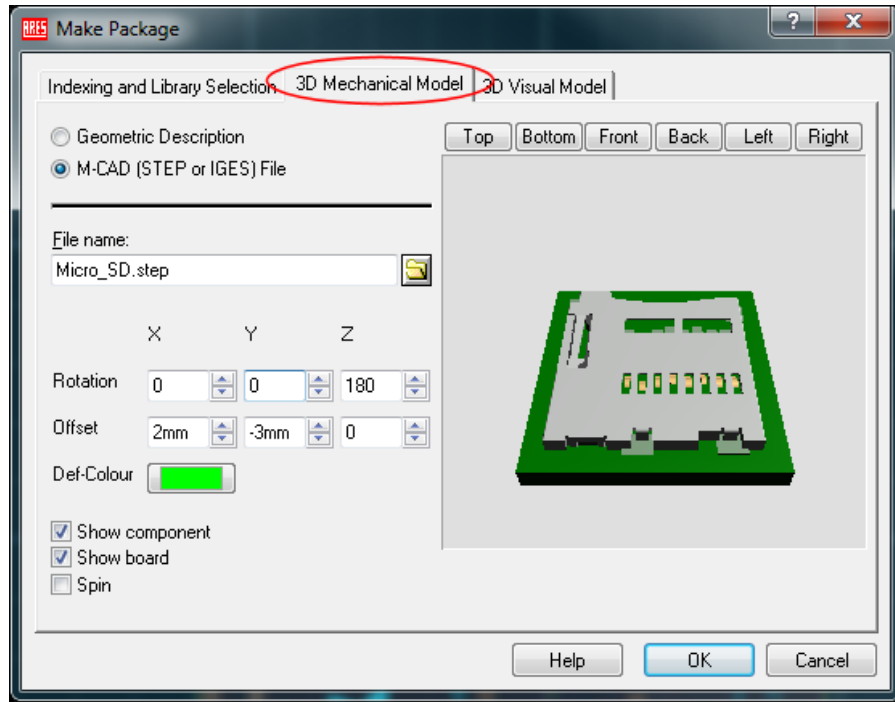 ARES Make Package ? X
Indexing and Library Selection 3D Mechanical Model 3D Visual Model
Geometric Description
M-CAD (STEP or IGES) File
Top Bottom Front Back Left Right
File name:
Micro_SD.step
X Y Z
Rotation 0 0 180
Offset 2mm -3mm 0
Def-Colour
Show component
Show board
Spin
Help OK Cancel